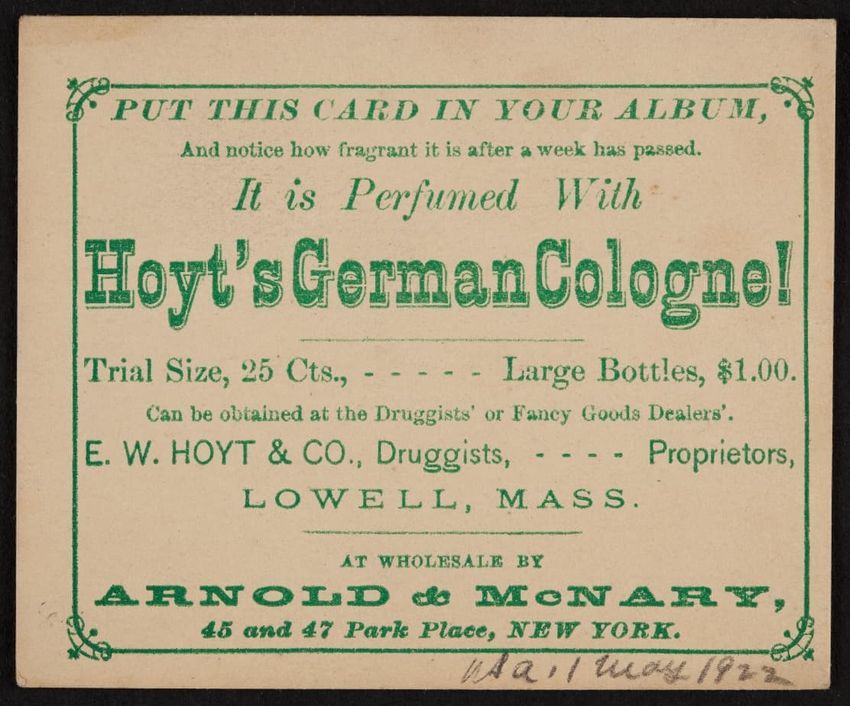 PUT THIS CARD IN YOUR ALBUM,
And notice how fragrant it is after a week has passed.
It is Perfumed With
Hoyt's German Cologne!
Trial Size, 25 Cts., - - - - - Large Bottles, $1.00.
Can be obtained at the Druggists' or Fancy Goods Dealers'.
E. W. HOYT & CO., Druggists, - - - - Proprietors,
LOWELL, MASS.
AT WHOLESALE BY
ARNOLD & McNARY,
45 and 47 Park Place, NEW YORK.
1 May 1922